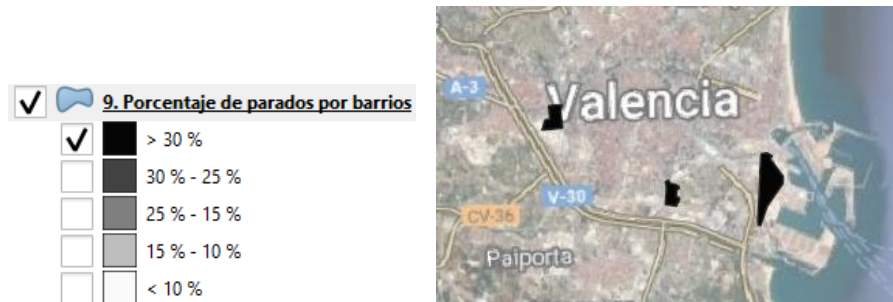 9. Porcentaje de parados por barrios
> 30 %
30 % - 25 %
25 % - 15 %
15 % - 10 %
< 10 %
A-3
Valencia
V-30
CV-36
Paiporta